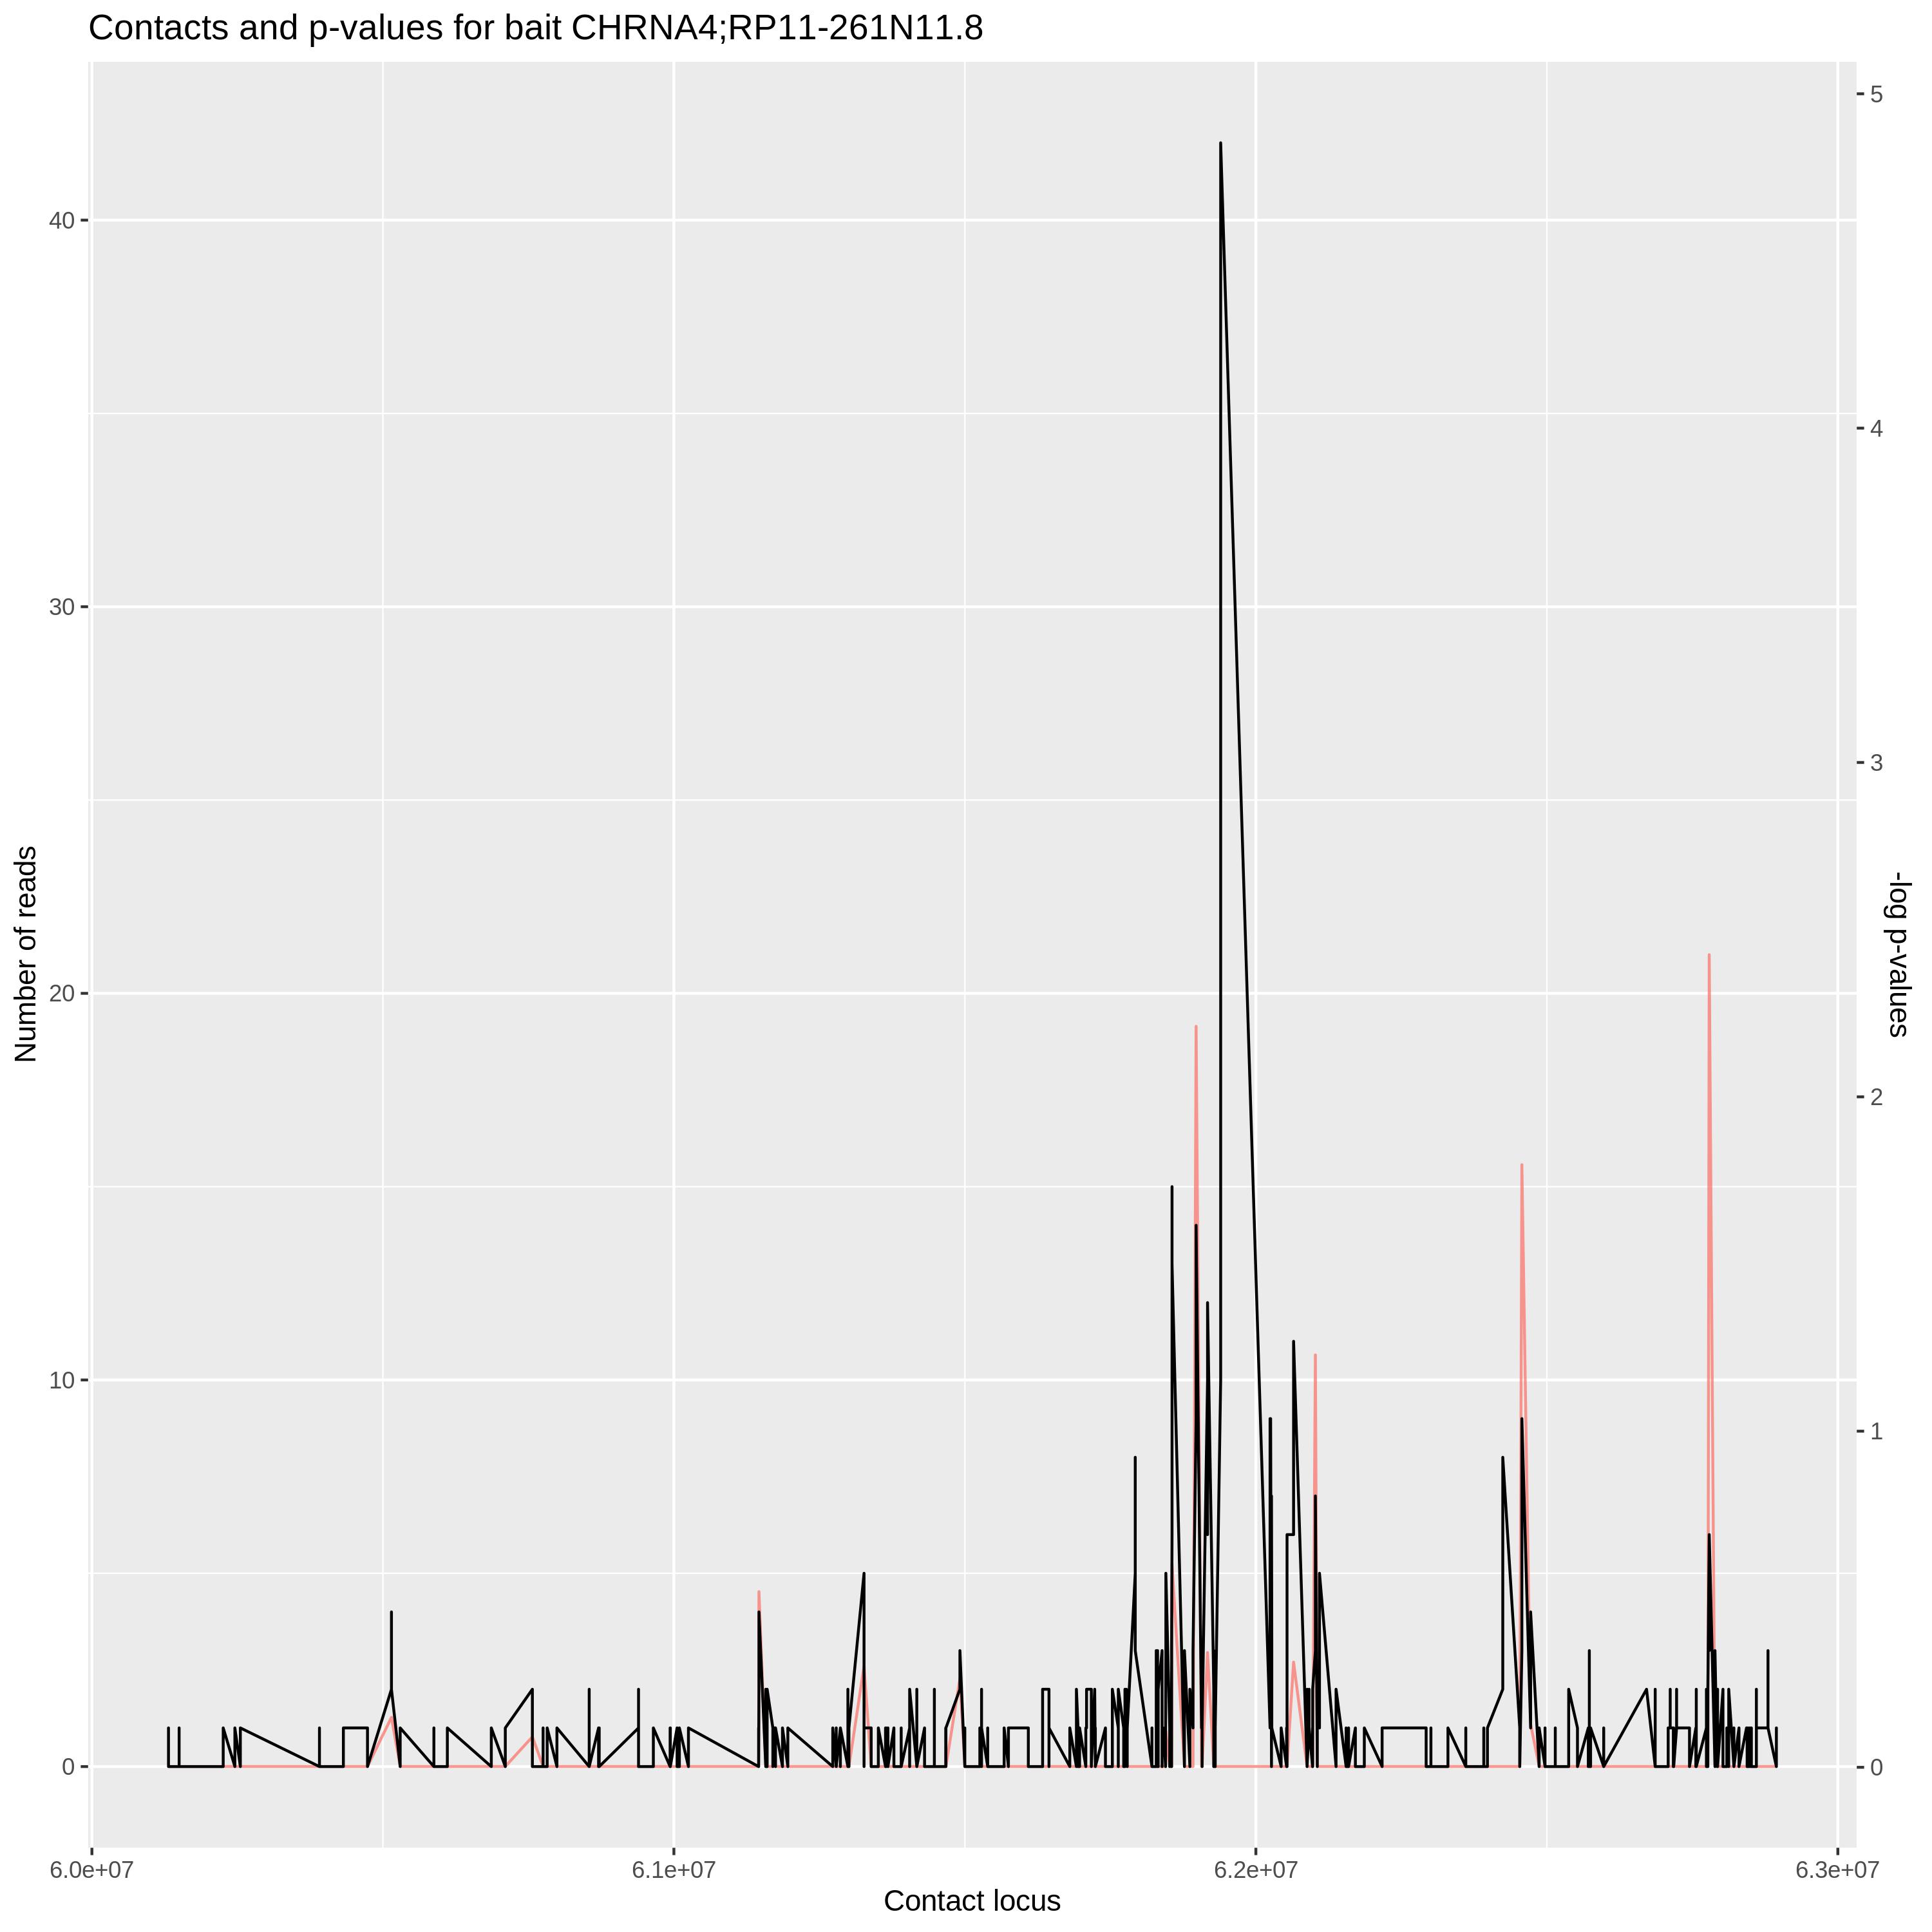 Contacts and p-values for bait CHRNA4;RP11-261N11.8
Number of reads
40
30
20
10
0
5
4
3
2
1
0
-log p-values
6.0e+07
6.1e+07
6.2e+07
6.3e+07
Contact locus